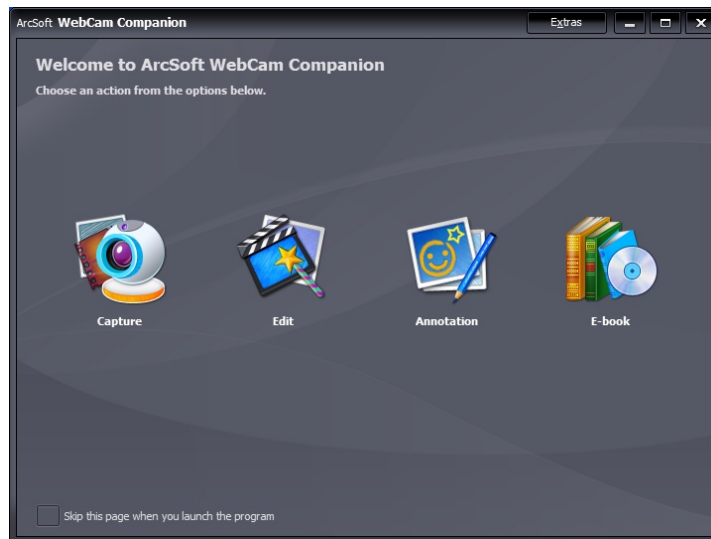 ArcSoft WebCam Companion
Extras
Welcome to ArcSoft WebCam Companion
Choose an action from the options below.
Capture
Edit
Annotation
E-book
Skip this page when you launch the program